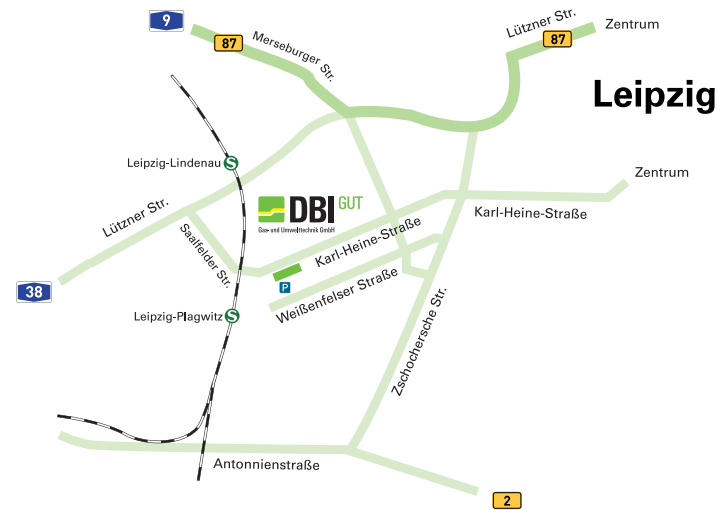 9
87
Merseburger Str.
Lützner Str.
87
Zentrum
Leipzig
Leipzig-Lindenau
S
Zentrum
Lützner Str.
DBI GUT
Gas- und Umwelttechnik GmbH
Karl-Heine-Straße
Saalfelder Str.
Karl-Heine-Straße
38
P
Weißenfelser Straße
Leipzig-Plagwitz
S
Zschochersche Str.
Antonnienstraße
2